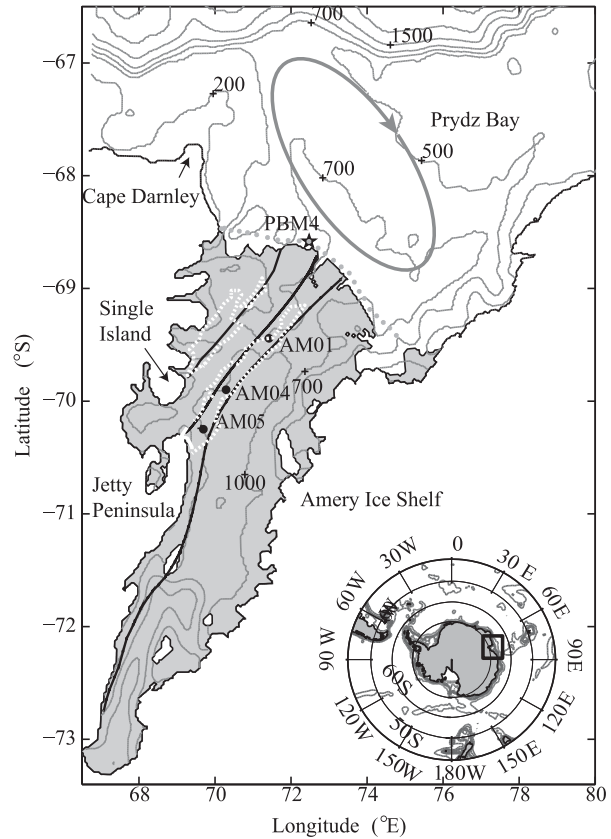 700
−67
1500
200
Prydz Bay
500
−68
700
Cape Darnley
PBM4
−69
Single
Island
AM01
Latitude (°S)
−70
AM04
700
AM05
Jetty
Peninsula
1000
Amery Ice Shelf
−71
0
30W
30 E
60W
60E
−72
90 W
90E
60S
120W
120E
50S
−73
150W
150E
180W
68
70
72
74
76
78
80
Longitude (°E)